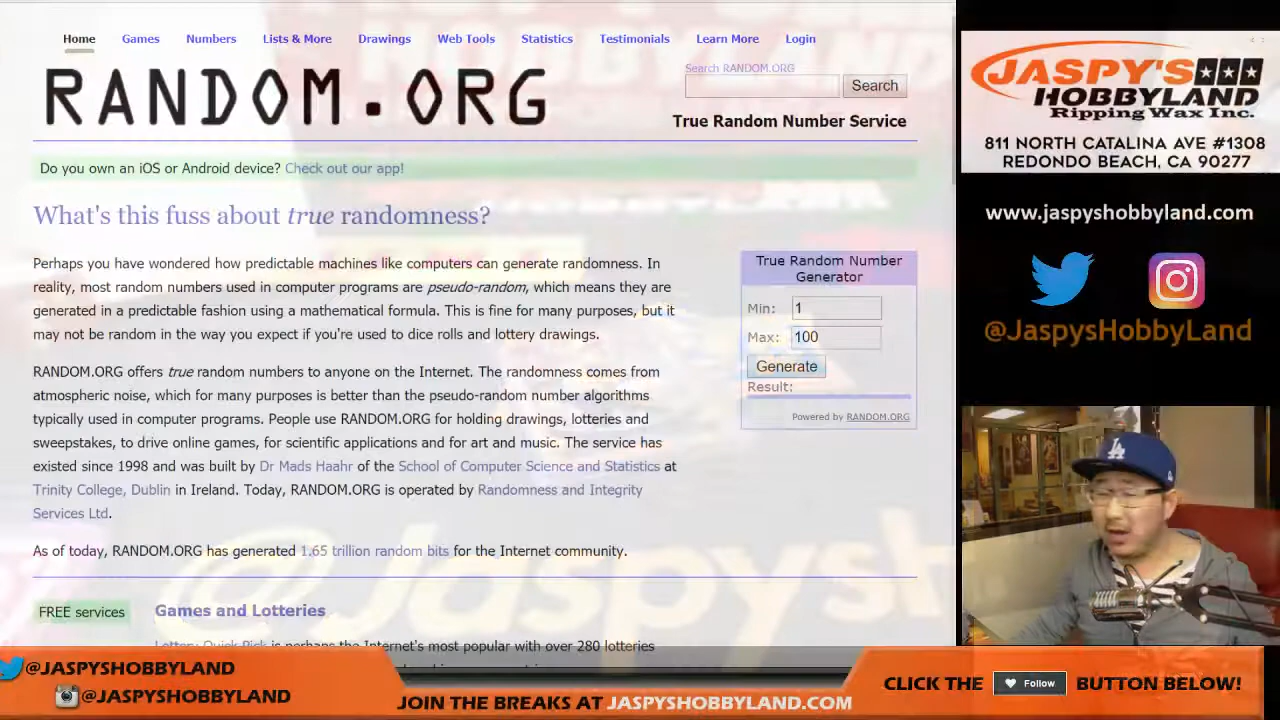 Home Games Numbers Lists & More Drawings Web Tools Statistics Testimonials Learn More Login
RANDOM.ORG
Search RANDOM.ORG
Search
True Random Number Service
Do you own an iOS or Android device? Check out our app!
What's this fuss about true randomness?
Perhaps you have wondered how predictable machines like computers can generate randomness. In
reality, most random numbers used in computer programs are pseudo-random, which means they are
generated in a predictable fashion using a mathematical formula. This is fine for many purposes, but it
may not be random in the way you expect if you're used to dice rolls and lottery drawings.
RANDOM.ORG offers true random numbers to anyone on the Internet. The randomness comes from
atmospheric noise, which for many purposes is better than the pseudo-random number algorithms
typically used in computer programs. People use RANDOM.ORG for holding drawings, lotteries and
sweepstakes, to drive online games, for scientific applications and for art and music. The service has
existed since 1998 and was built by Dr Mads Haahr of the School of Computer Science and Statistics at
Trinity College, Dublin in Ireland. Today, RANDOM.ORG is operated by Randomness and Integrity
Services Ltd.
As of today, RANDOM.ORG has generated 1.65 trillion random bits for the Internet community.
True Random Number
Generator
Min: 1
Max: 100
Generate
Result:
Powered by RANDOM.ORG
FREE services
Games and Lotteries
Lottery Quick Pick is perhaps the Internet's most popular with over 280 lotteries
@jaspysh
JASPY'S
HOBBYLAND
Ripping Wax Inc.
811 NORTH CATALINA AVE #1308
REDONDO BEACH, CA 90277
www.jaspyshobbyland.com
@JaspysHobbyLand
LA
@JASPYSHOBBYLAND
@JASPYSHOBBYLAND
JOIN THE BREAKS AT JASPYSHOBBYLAND.COM
CLICK THE Follow BUTTON BELOW!